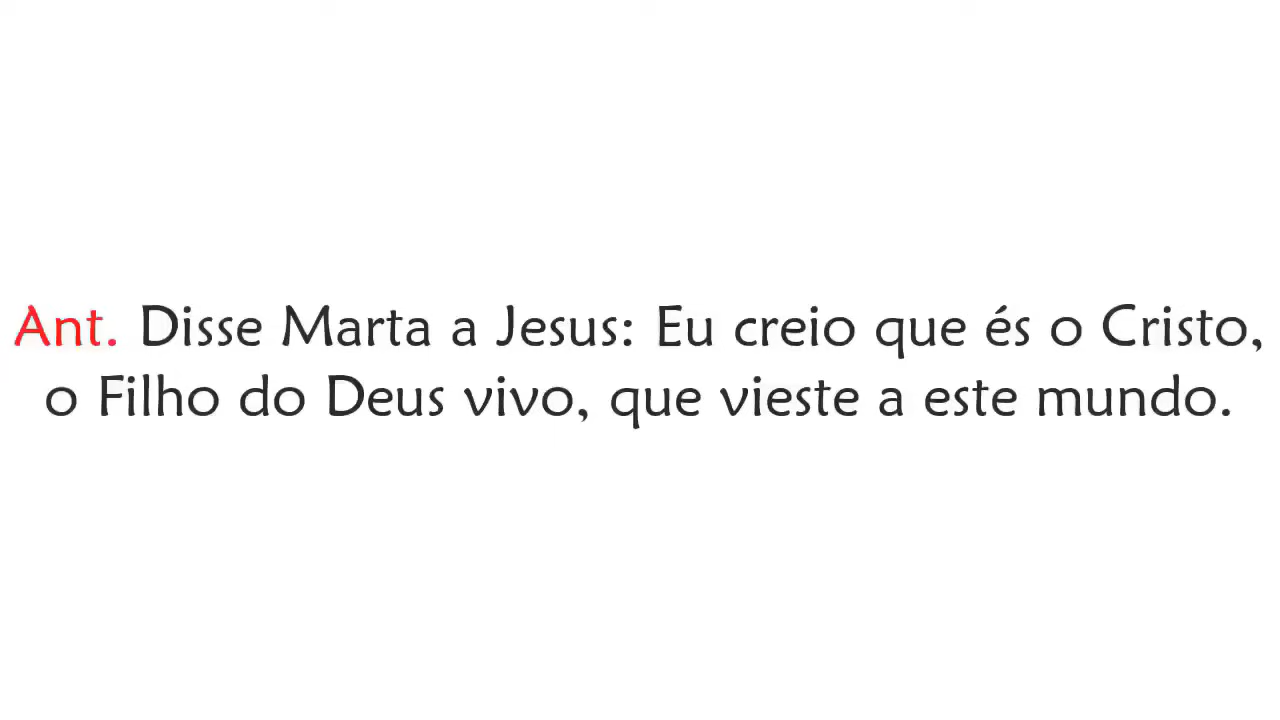 Ant. Disse Marta a Jesus: Eu creio que és o Cristo,
o Filho do Deus vivo, que vieste a este mundo.